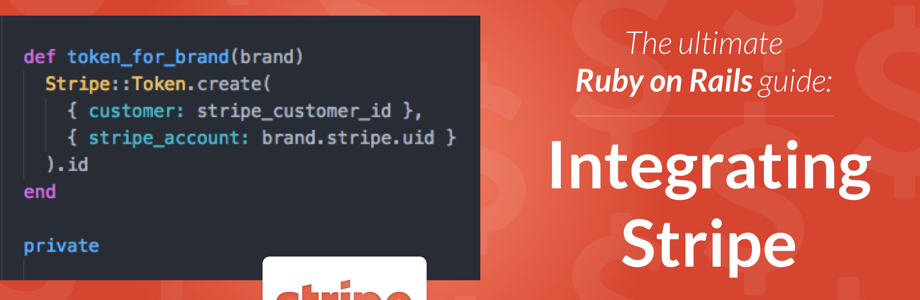 def token_for_brand(brand)
Stripe::Token.create(
{ customer: stripe_customer_id },
{ stripe_account: brand.stripe.uid }
).id
end
private
stripe
The ultimate
Ruby on Rails guide:
Integrating
Stripe